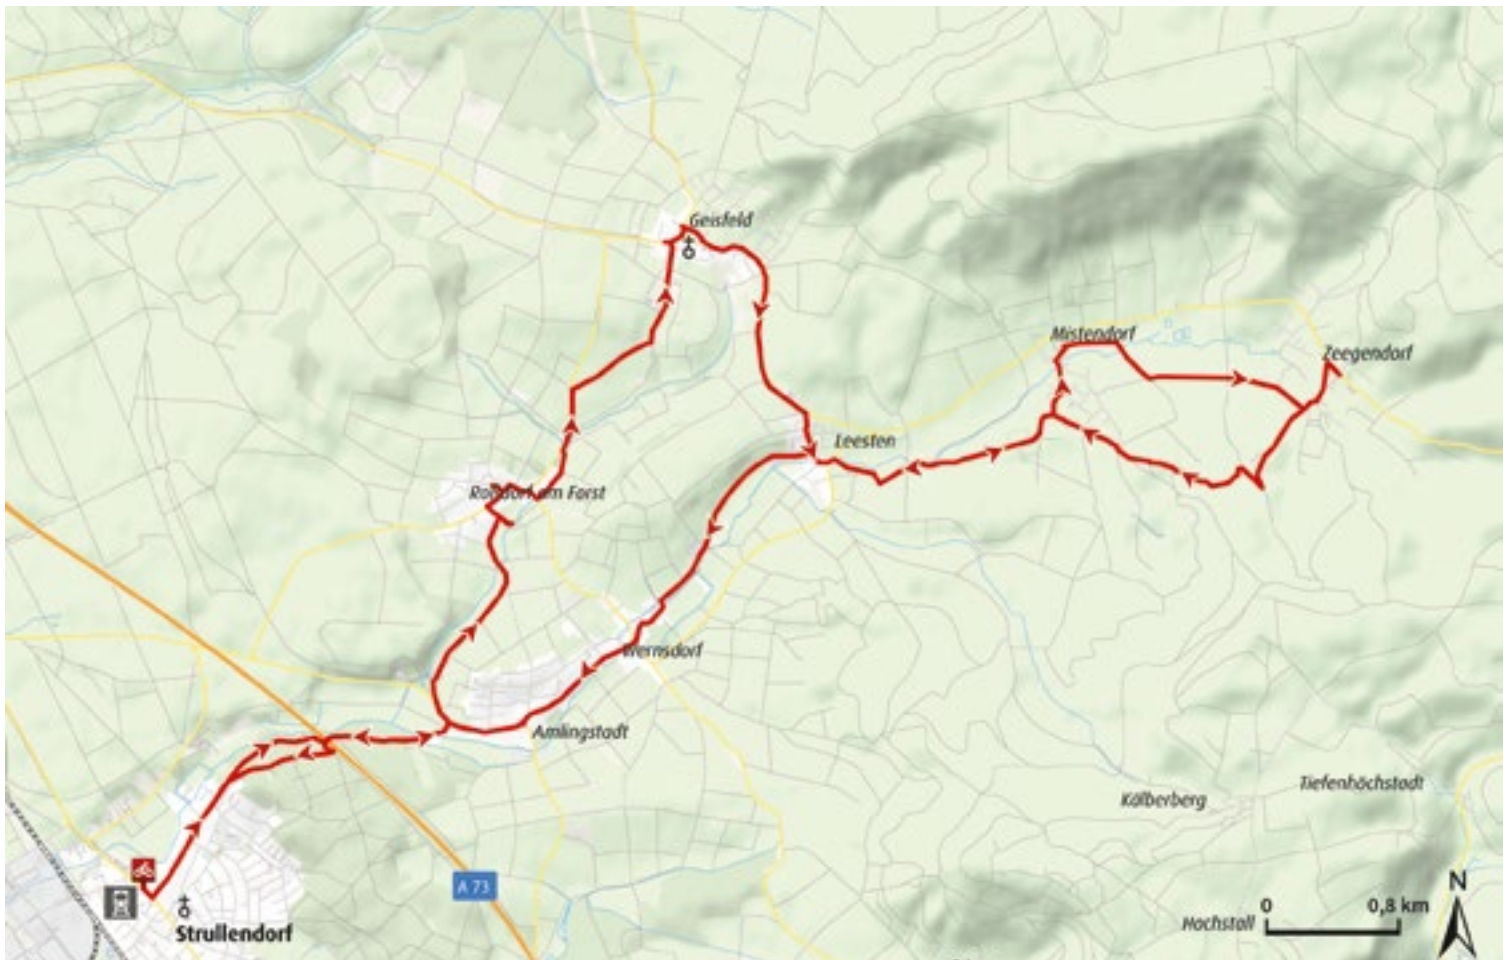 Geisfeld
Mistendorf
Zeegendorf
Leesten
Roßdorf am Forst
Wernsdorf
Amlingstadt
Tiefenhöchstadt
Kälberberg
A 73
N
0 0,8 km
Hochstall
Strullendorf